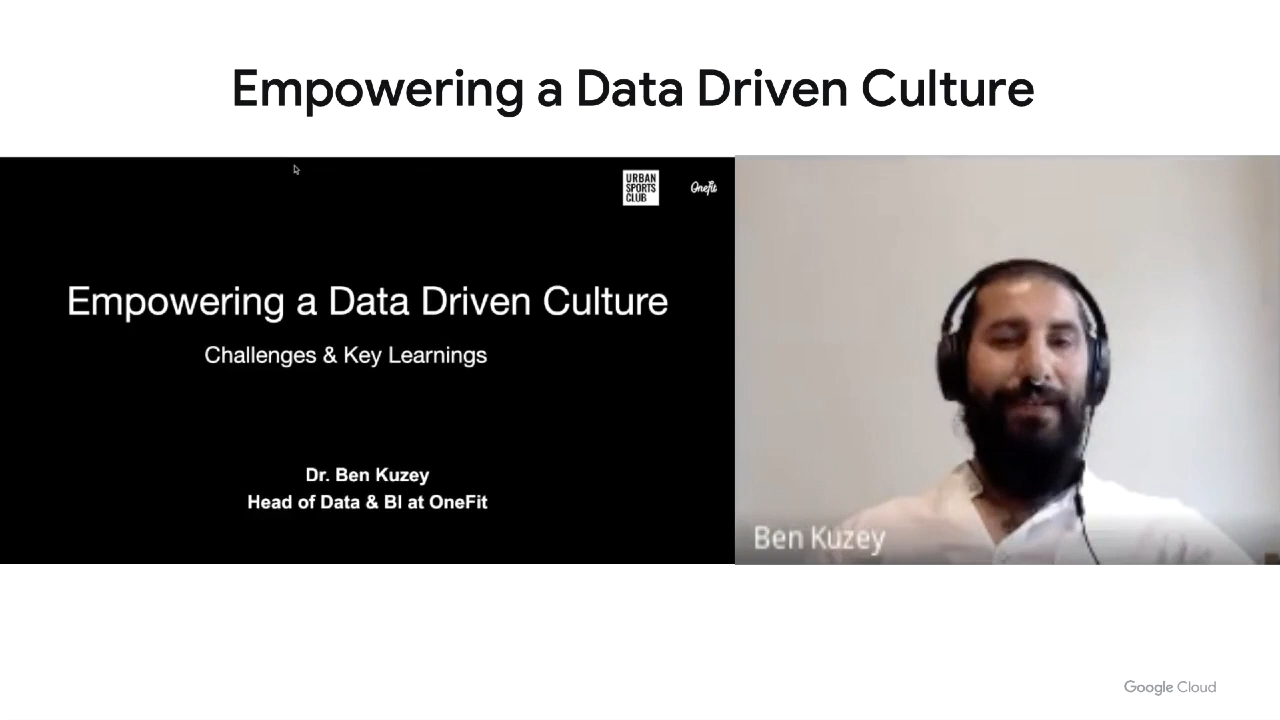 Empowering a Data Driven Culture
URBAN
SPORTS
CLUB
Onefit
Empowering a Data Driven Culture
Challenges & Key Learnings
Dr. Ben Kuzey
Head of Data & BI at OneFit
Ben Kuzey
Google Cloud